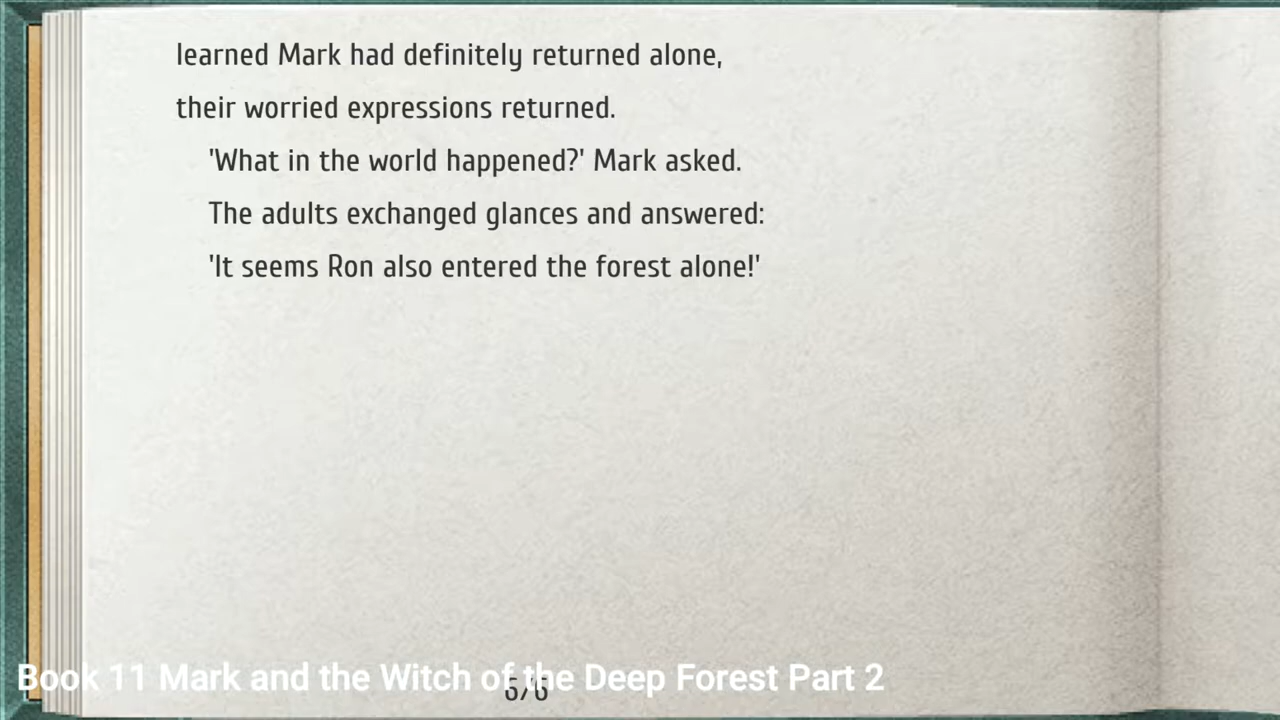 learned Mark had definitely returned alone,
their worried expressions returned.
'What in the world happened?' Mark asked.
The adults exchanged glances and answered:
'It seems Ron also entered the forest alone!'
Book 11 Mark and the Witch of the Deep Forest Part 2
6/6